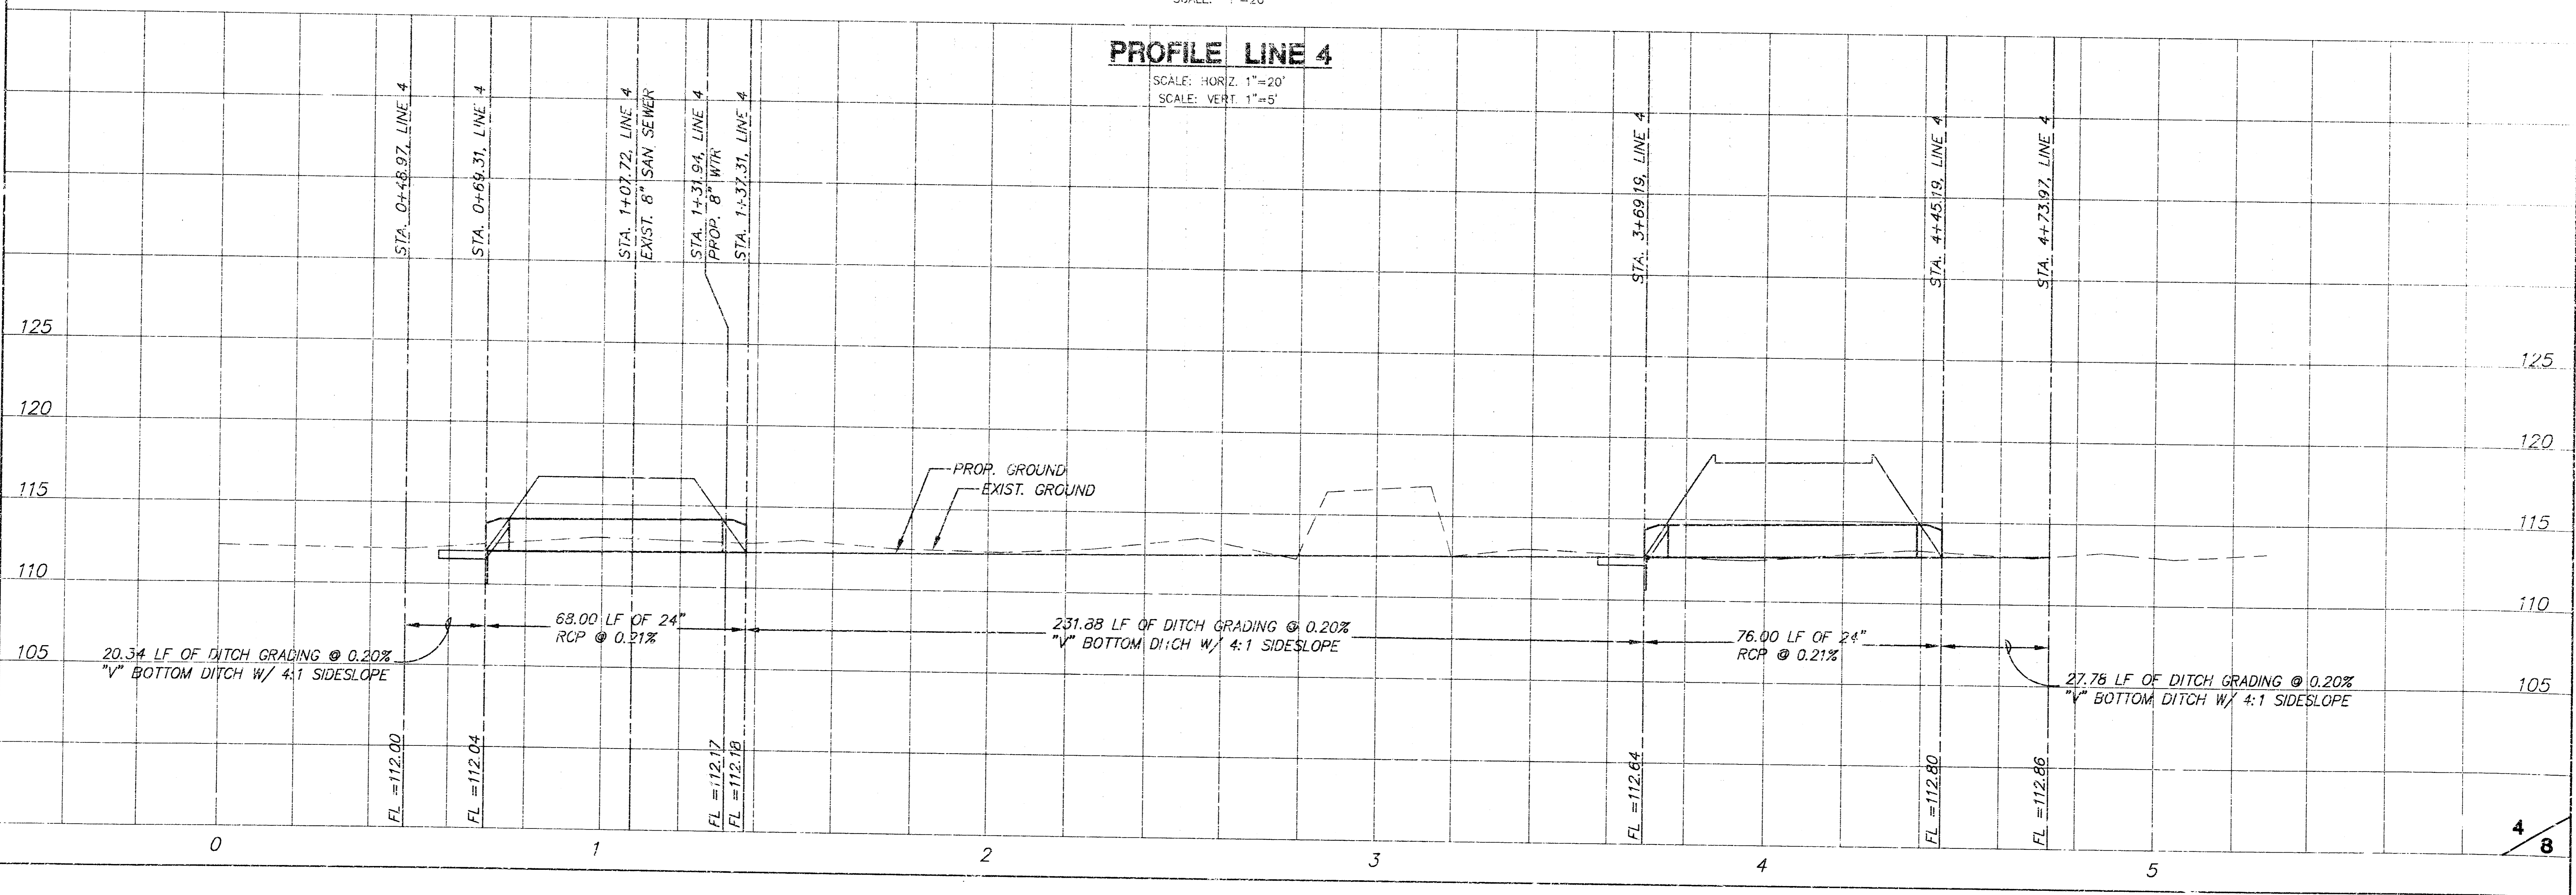 PROFILE LINE 4
SCALE: HORIZ. 1"=20'
SCALE: VERT. 1"=5'
STA. 0+48.97, LINE 4
STA. 0+69.31, LINE 4
STA. 1+07.72, LINE 4
EXIST. 8" SAN SEWER
STA. 1+31.94, LINE 4
PROP. 8" WTR
STA. 1+37.31, LINE 4
STA. 3+69.19, LINE 4
STA. 4+45.19, LINE 4
STA. 4+73.97, LINE 4
125
125
120
120
PROP. GROUND
EXIST. GROUND
115
115
110
110
68.00 LF OF 24"
RCP @ 0.21%
231.88 LF OF DITCH GRADING @ 0.20%
"V" BOTTOM DITCH W/ 4:1 SIDESLOPE
76.00 LF OF 24"
RCP @ 0.21%
105
20.34 LF OF DITCH GRADING @ 0.20%
"V" BOTTOM DITCH W/ 4:1 SIDESLOPE
27.78 LF OF DITCH GRADING @ 0.20%
"V" BOTTOM DITCH W/ 4:1 SIDESLOPE
105
FL =112.00
FL =112.04
FL =112.17
FL =112.18
FL =112.64
FL =112.80
FL =112.86
0
1
2
3
4
5
4
8